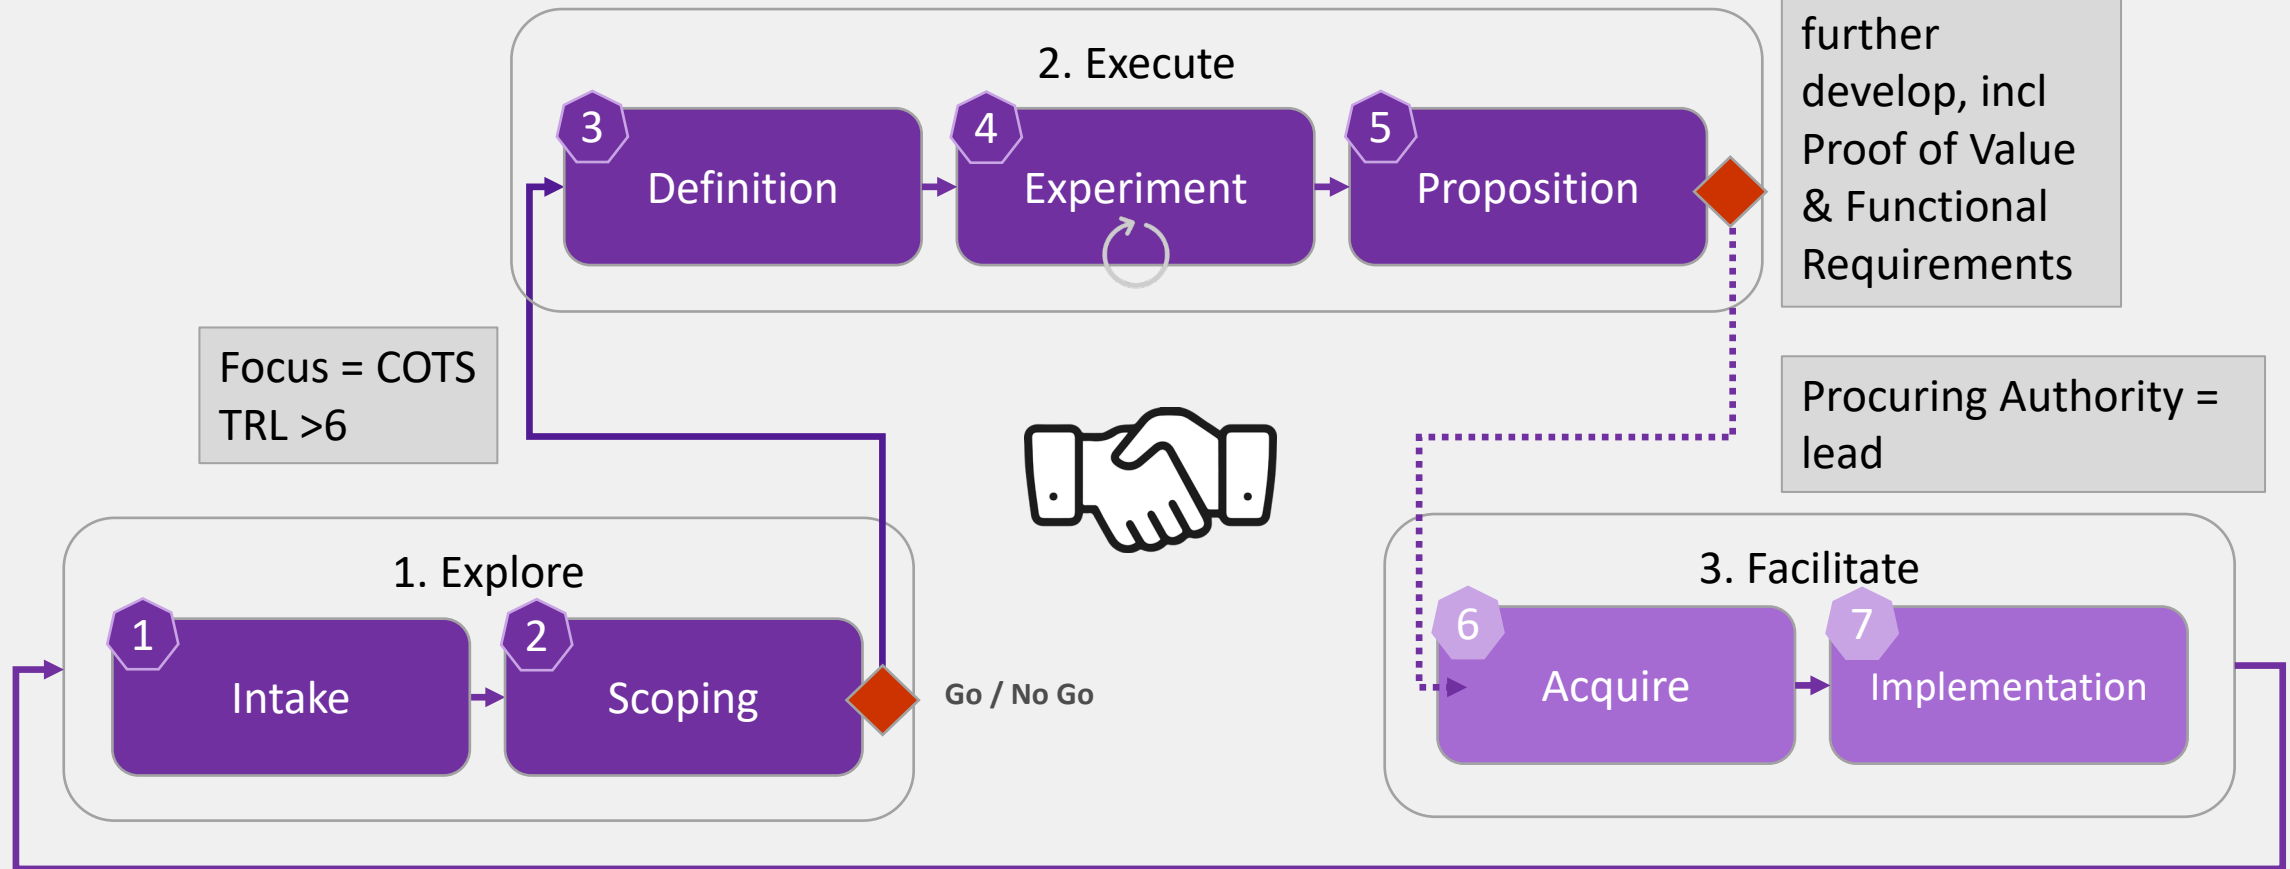 2. Execute
3
Definition
4
Experiment
5
Proposition
further
develop, incl
Proof of Value
& Functional
Requirements
Focus = COTS
TRL >6
Procuring Authority =
lead
1. Explore
1
Intake
2
Scoping
Go / No Go
3. Facilitate
6
Acquire
7
Implementation